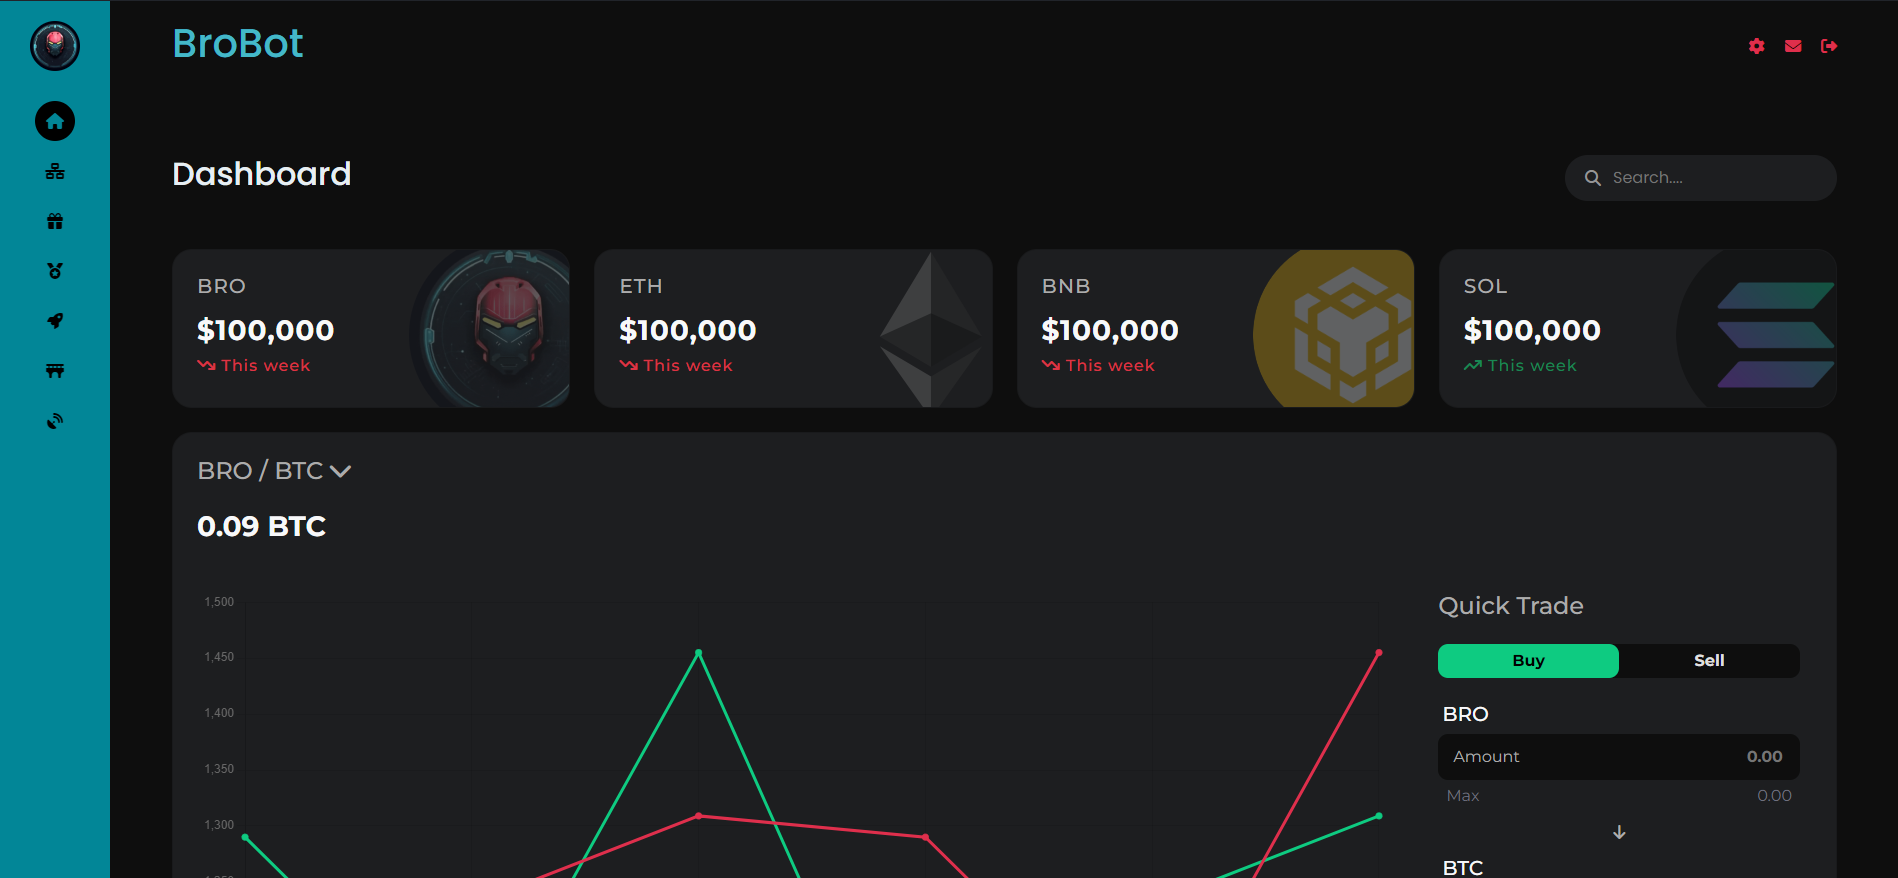 BroBot
Dashboard
Search....
BRO
$100,000
This week
ETH
$100,000
This week
BNB
$100,000
This week
SOL
$100,000
This week
BRO / BTC
0.09 BTC
1,500
1,450
1,400
1,350
1,300
Quick Trade
Buy Sell
BRO
Amount 0.00
Max 0.00
BTC